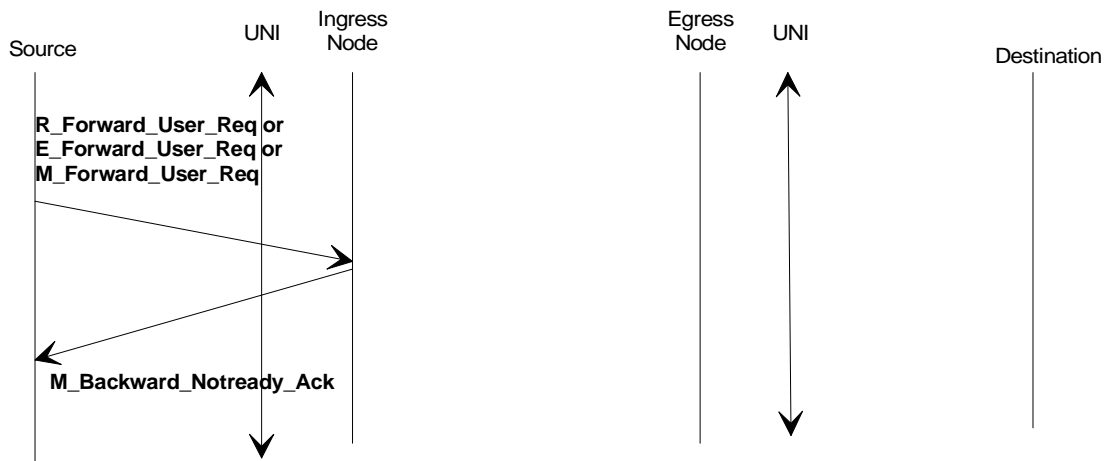 Source
UNI
Ingress
Node
Egress
Node
UNI
Destination
R_Forward_User_Req or
E_Forward_User_Req or
M_Forward_User_Req
M_Backward_Notready_Ack